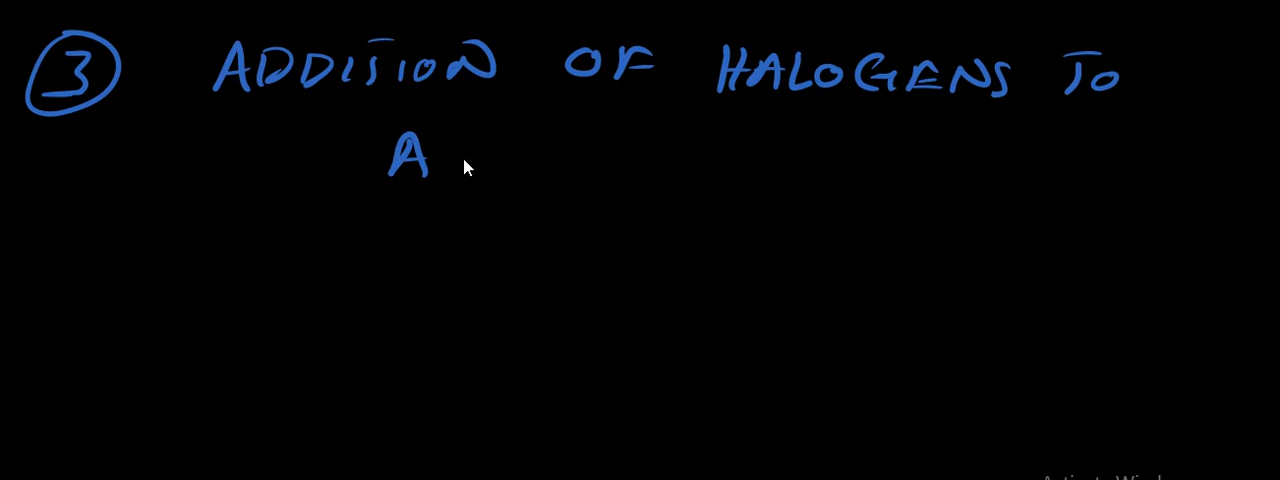 3 ADDITION OF HALOGENS TO
A